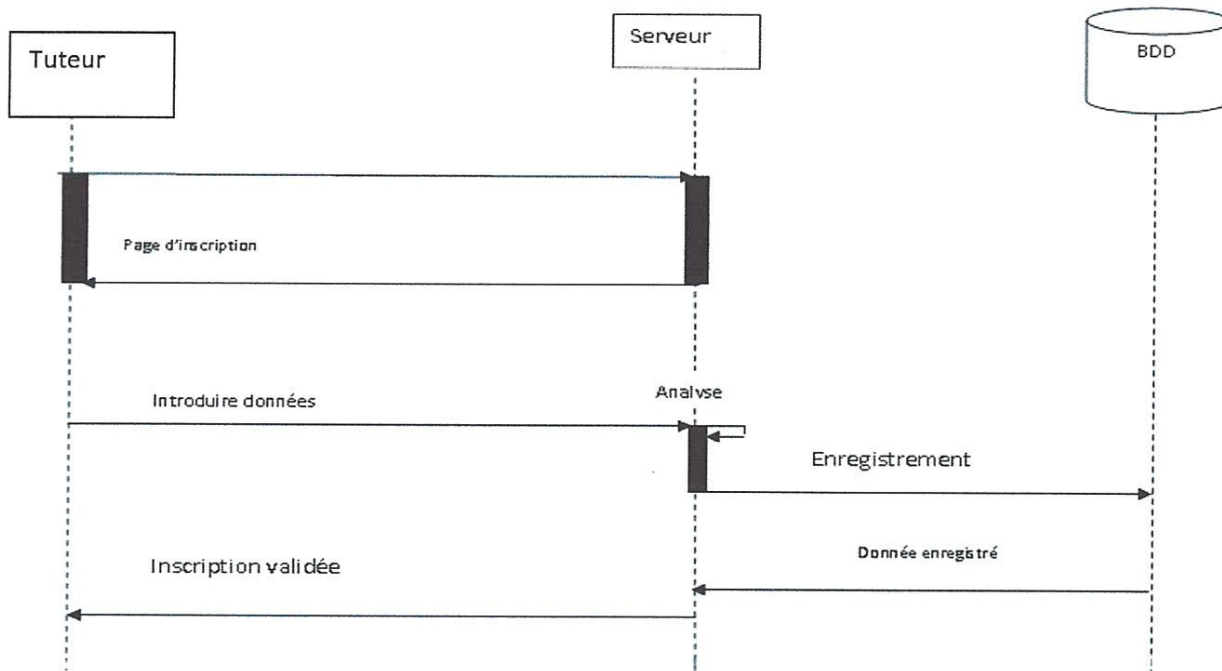 Tuteur
Serveur
BDD
Page d'inscription
Introduire données
Analyse
Enregistrement
Donnée enregistré
Inscription validée